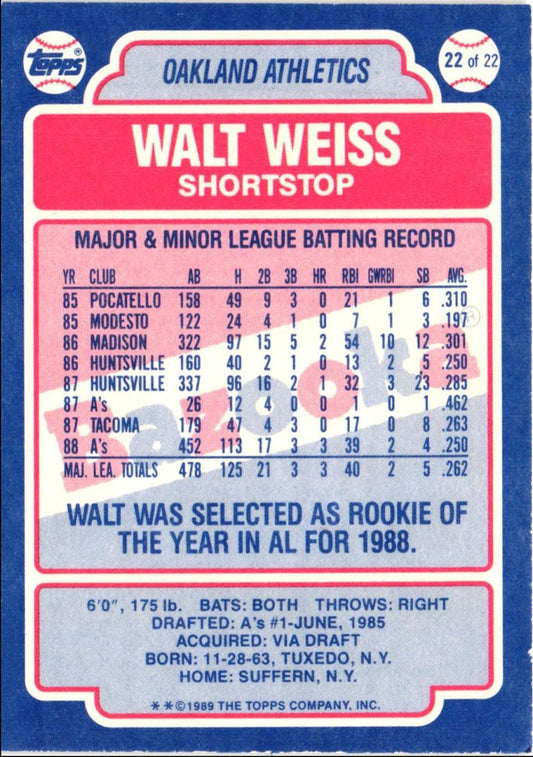 Topps®
OAKLAND ATHLETICS
22 of 22
WALT WEISS
SHORTSTOP
MAJOR & MINOR LEAGUE BATTING RECORD
YR CLUB AB H 2B 3B HR RBI GWRBI SB AVG.
85 POCATELLO 158 49 9 3 0 21 1 6 .310
85 MODESTO 122 24 4 1 0 7 1 3 .197
86 MADISON 322 97 15 5 2 54 10 12 .301
86 HUNTSVILLE 160 40 2 1 0 13 2 5 .250
87 HUNTSVILLE 337 96 16 2 1 32 3 23 .285
87 A's 26 12 4 0 0 1 0 1 .462
87 TACOMA 179 47 4 3 0 17 0 8 .263
88 A's 452 113 17 3 3 39 2 4 .250
MAJ. LEA. TOTALS 478 125 21 3 3 40 2 5 .262
Bazooka®
WALT WAS SELECTED AS ROOKIE OF
THE YEAR IN AL FOR 1988.
6'0", 175 lb. BATS: BOTH THROWS: RIGHT
DRAFTED: A's #1-JUNE, 1985
ACQUIRED: VIA DRAFT
BORN: 11-28-63, TUXEDO, N.Y.
HOME: SUFFERN, N.Y.
**©1989 THE TOPPS COMPANY, INC.